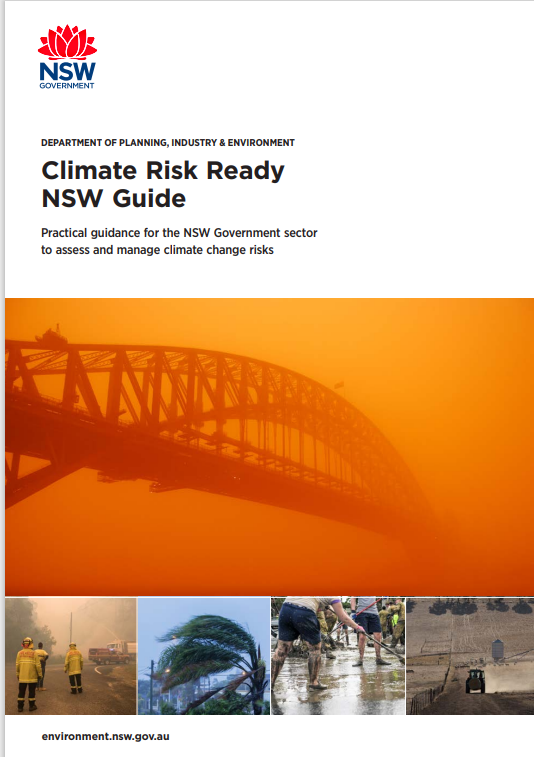 NSW
GOVERNMENT
DEPARTMENT OF PLANNING, INDUSTRY & ENVIRONMENT
Climate Risk Ready
NSW Guide
Practical guidance for the NSW Government sector
to assess and manage climate change risks
environment.nsw.gov.au